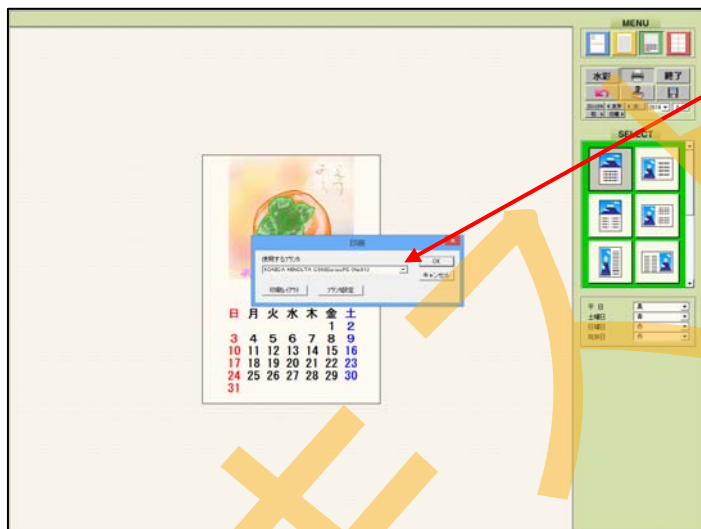 MENU
水彩
終了
SELECT
印刷
使用するプリンタ
OK
キャンセル
印刷レイアウト
プリンタ設定
日 月 火 水 木 金 土
1 2
3 4 5 6 7 8 9
10 11 12 13 14 15 16
17 18 19 20 21 22 23
24 25 26 27 28 29 30
31
平 日
土曜日
日曜日
祝祭日